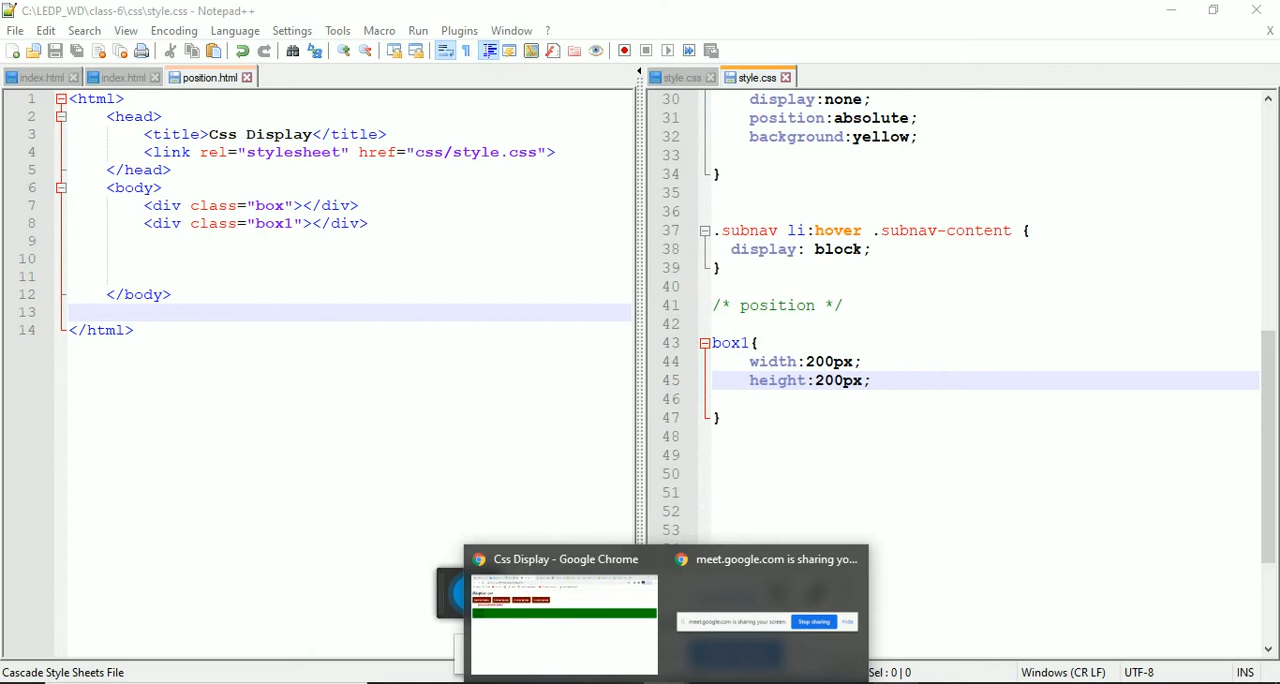 C:\LEDP_WD\class-6\css\style.css - Notepad++
File Edit Search View Encoding Language Settings Tools Macro Run Plugins Window ? X
index.html index.html position.html
style.css style.css
1 <html>
2 <head>
3 <title>Css Display</title>
4 <link rel="stylesheet" href="css/style.css">
5 </head>
6 <body>
7 <div class="box"></div>
8 <div class="box1"></div>
9
10
11
12 </body>
13
14 </html>
30 display:none;
31 position:absolute;
32 background:yellow;
33
34 }
35
36
37 .subnav li:hover .subnav-content {
38 display: block;
39 }
40
41 /* position */
42
43 box1{
44 width:200px;
45 height:200px;
46
47 }
48
49
50
51
52
53
Css Display - Google Chrome
meet.google.com is sharing yo...
meet.google.com is sharing your screen.
Stop sharing
Hide
Cascade Style Sheets File
Sel : 0 | 0
Windows (CR LF)
UTF-8
INS